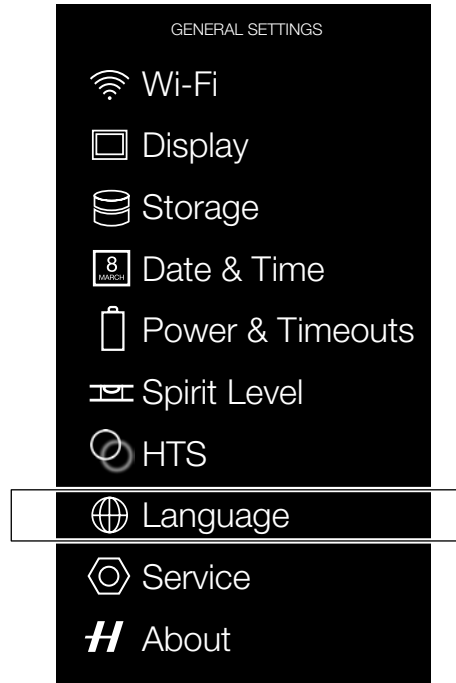 GENERAL SETTINGS
Wi-Fi
Display
Storage
8
MARCH
Date & Time
Power & Timeouts
Spirit Level
HTS
Language
Service
H About